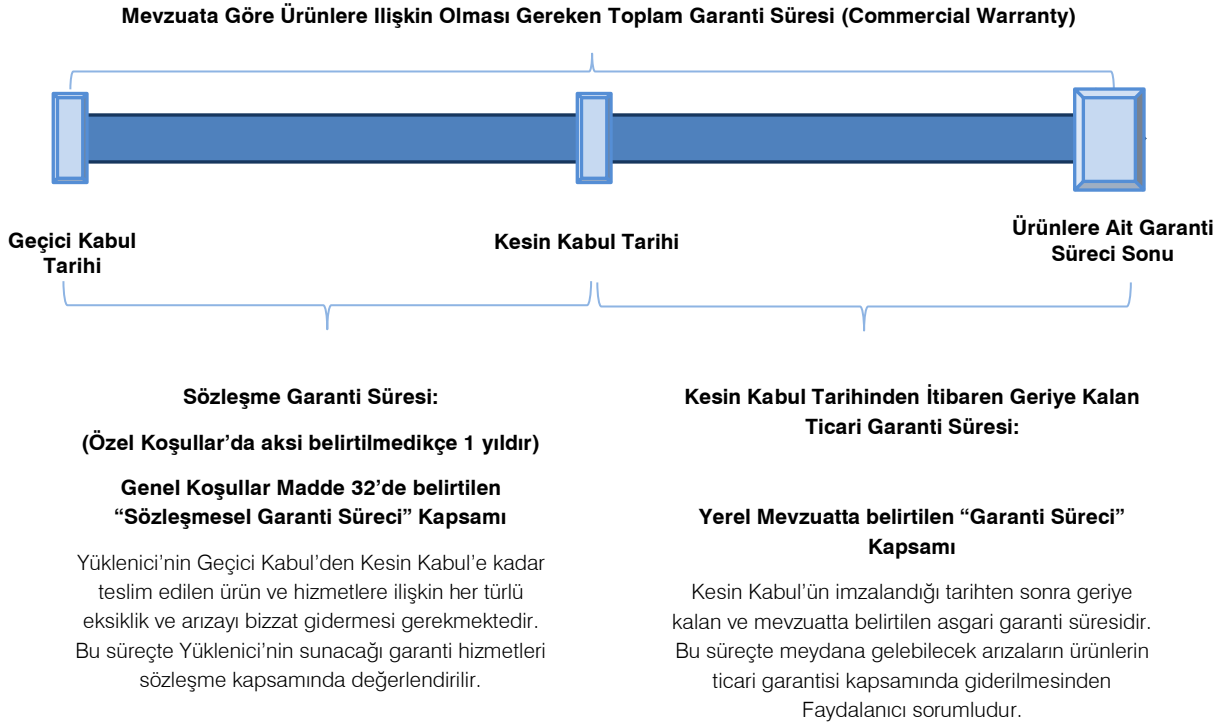 Mevzuata Göre Ürünlere Ilişkin Olması Gereken Toplam Garanti Süresi (Commercial Warranty)
Geçici Kabul
Tarihi
Kesin Kabul Tarihi
Ürünlere Ait Garanti
Süreci Sonu
Sözleşme Garanti Süresi:
(Özel Koşullar’da aksi belirtilmedikçe 1 yıldır)
Genel Koşullar Madde 32’de belirtilen
“Sözleşmesel Garanti Süreci” Kapsamı
Yüklenici’nin Geçici Kabul’den Kesin Kabul’e kadar
teslim edilen ürün ve hizmetlere ilişkin her türlü
eksiklik ve arızayı bizzat gidermesi gerekmektedir.
Bu süreçte Yüklenici’nin sunacağı garanti hizmetleri
sözleşme kapsamında değerlendirilir.
Kesin Kabul Tarihinden İtibaren Geriye Kalan
Ticari Garanti Süresi:
Yerel Mevzuatta belirtilen “Garanti Süreci”
Kapsamı
Kesin Kabul’ün imzalandığı tarihten sonra geriye
kalan ve mevzuatta belirtilen asgari garanti süresidir.
Bu süreçte meydana gelebilecek arızaların ürünlerin
ticari garantisi kapsamında giderilmesinden
Faydalanıcı sorumludur.